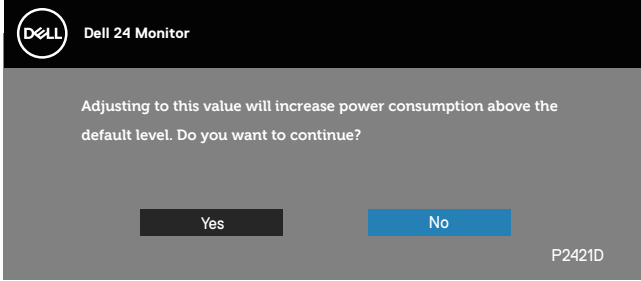 DELL
Dell 24 Monitor
Adjusting to this value will increase power consumption above the
default level. Do you want to continue?
Yes
No
P2421D